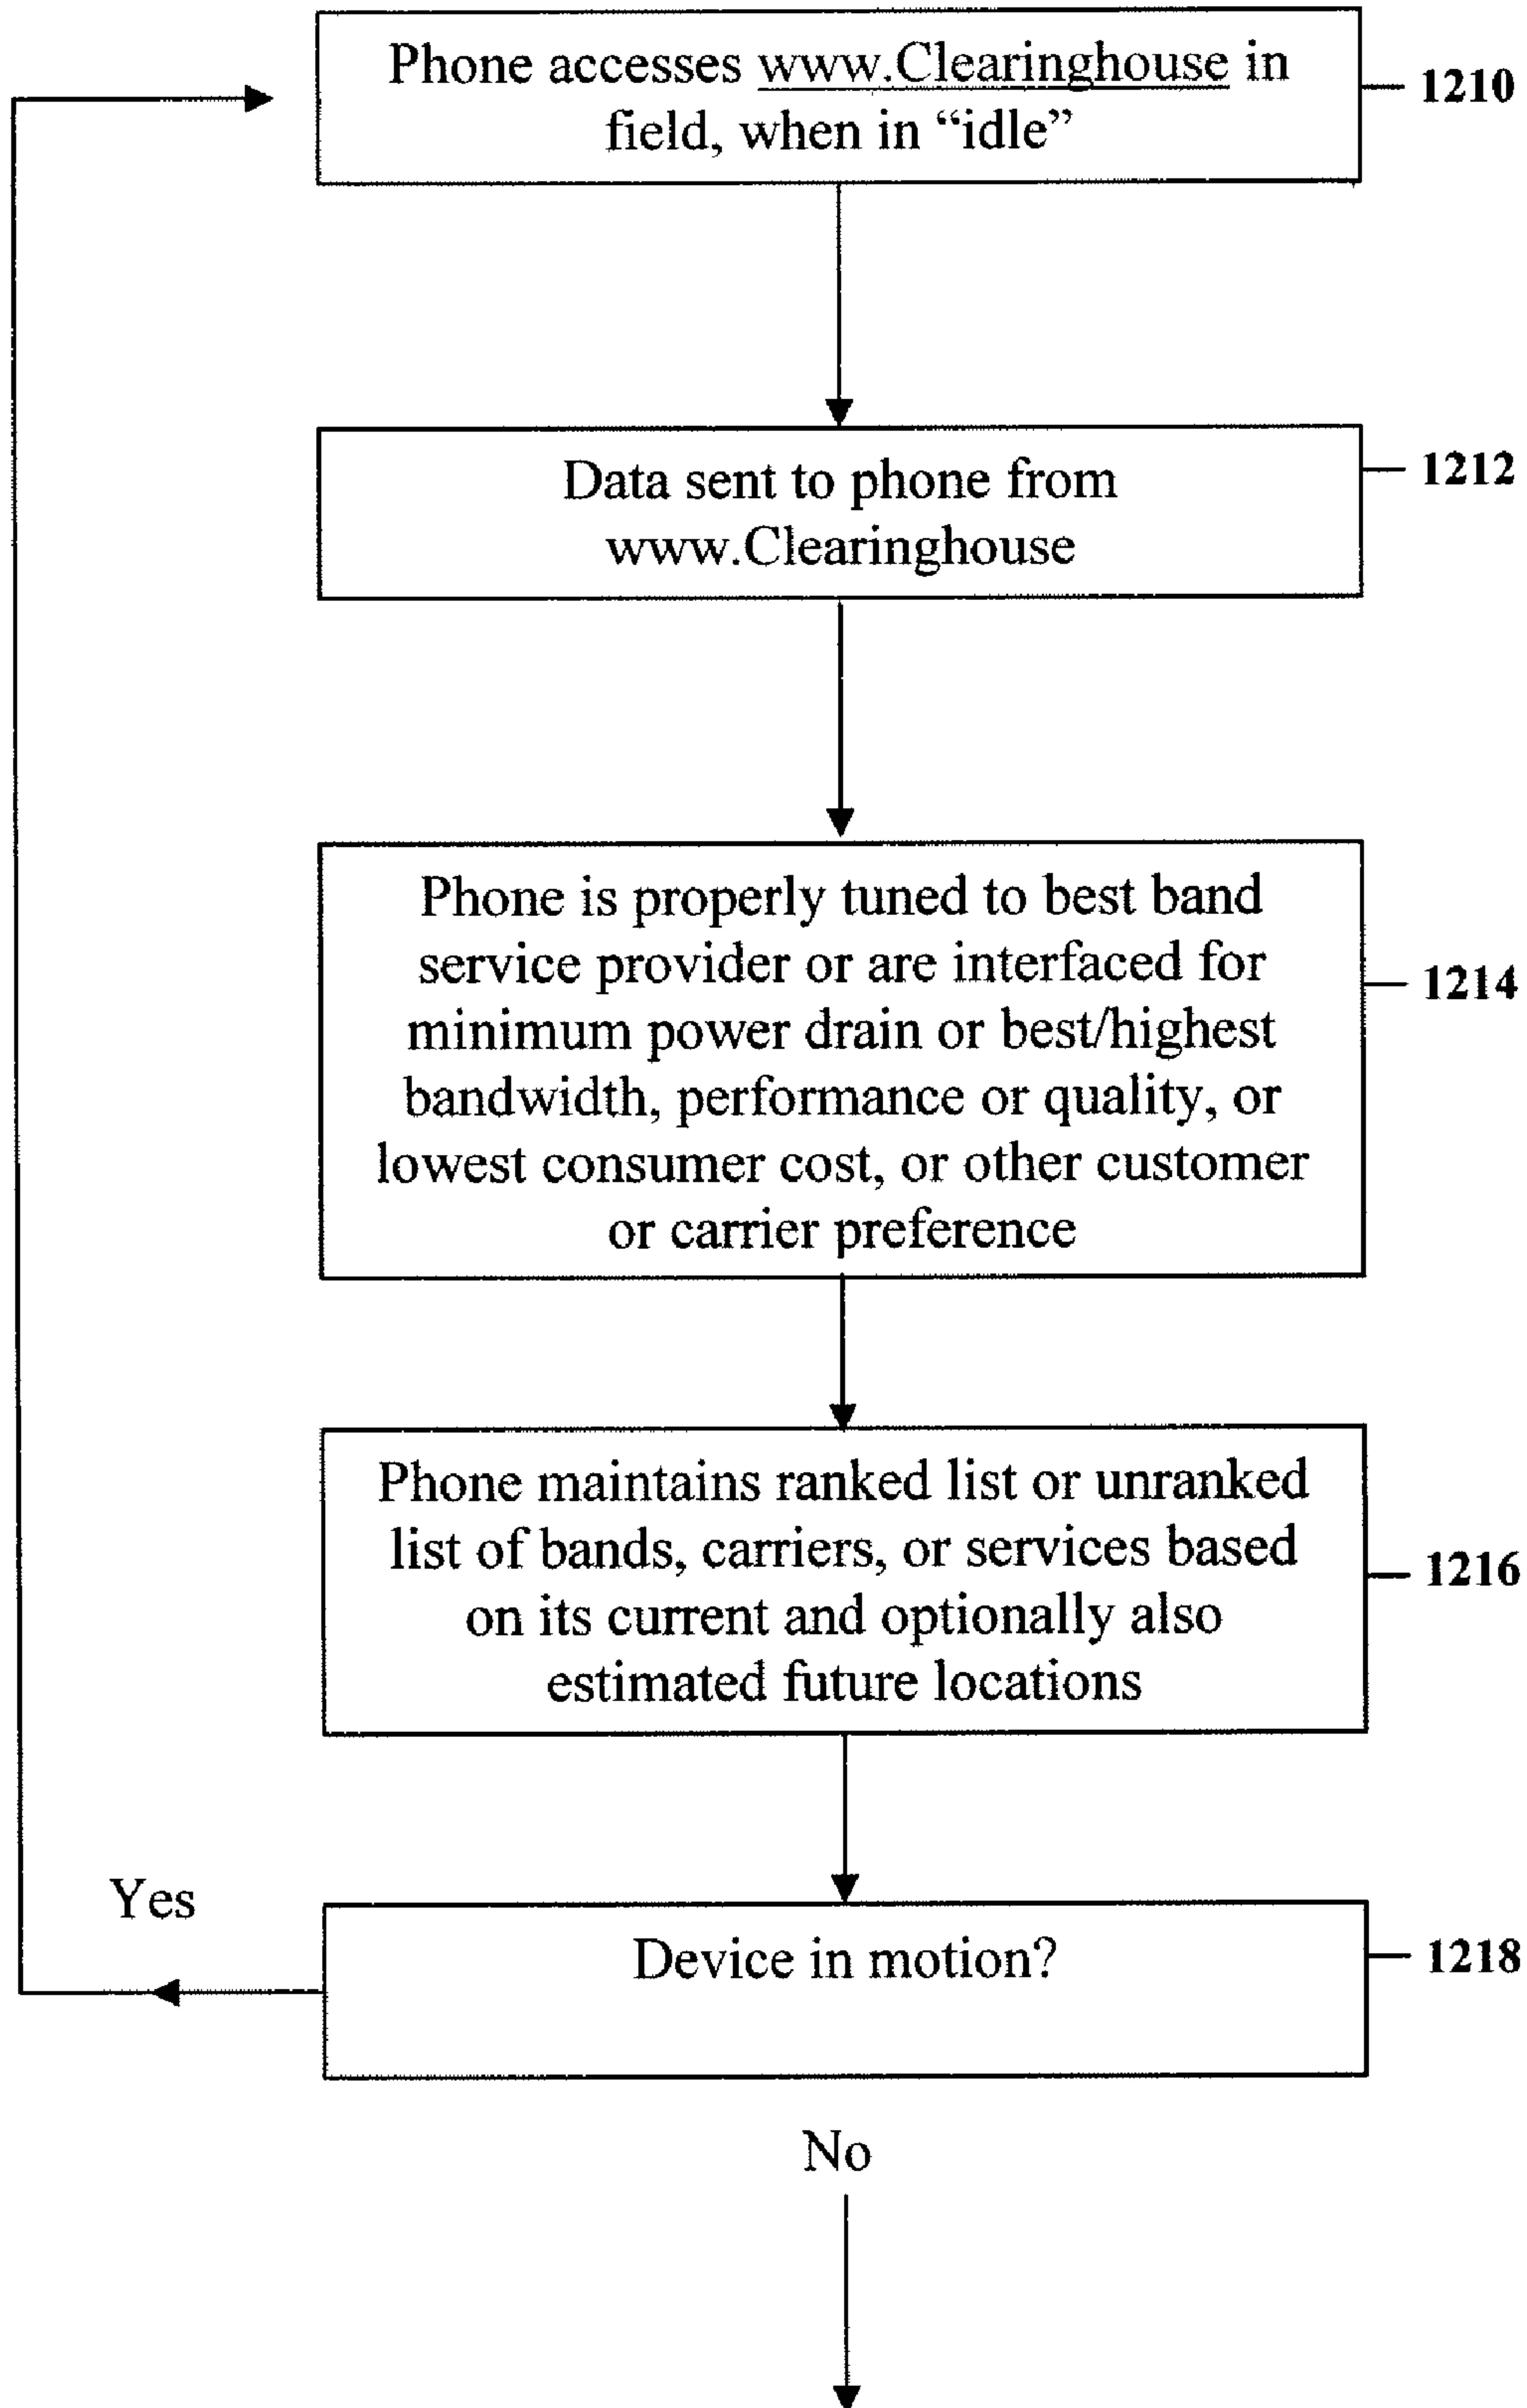 Phone accesses www.Clearinghouse in
field, when in “idle”
1210
Data sent to phone from
www.Clearinghouse
1212
Phone is properly tuned to best band
service provider or are interfaced for
minimum power drain or best/highest
bandwidth, performance or quality, or
lowest consumer cost, or other customer
or carrier preference
1214
Phone maintains ranked list or unranked
list of bands, carriers, or services based
on its current and optionally also
estimated future locations
1216
Yes
Device in motion?
1218
No